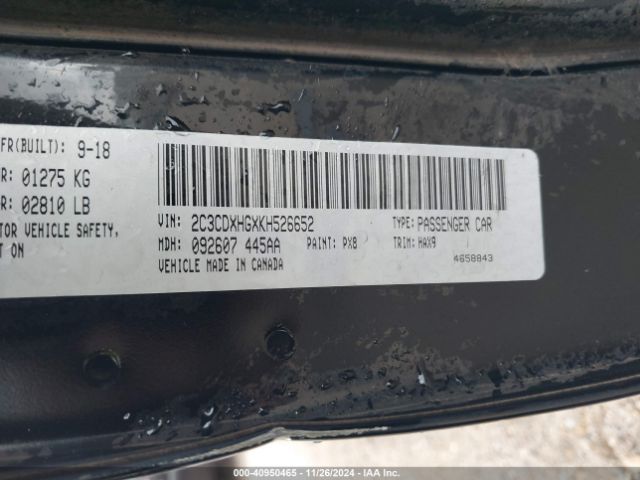 FR(BUILT): 9-18
R: 01275 KG
R: 02810 LB
TOR VEHICLE SAFETY,
T ON
VIN: 2C3CDXHGXKH526652 TYPE: PASSENGER CAR
MDH: 092607 445AA PAINT: PX8 TRIM: HAX9
VEHICLE MADE IN CANADA 4658843
STOCK #: 40950465 | 11/26/2024 | IAA Inc.